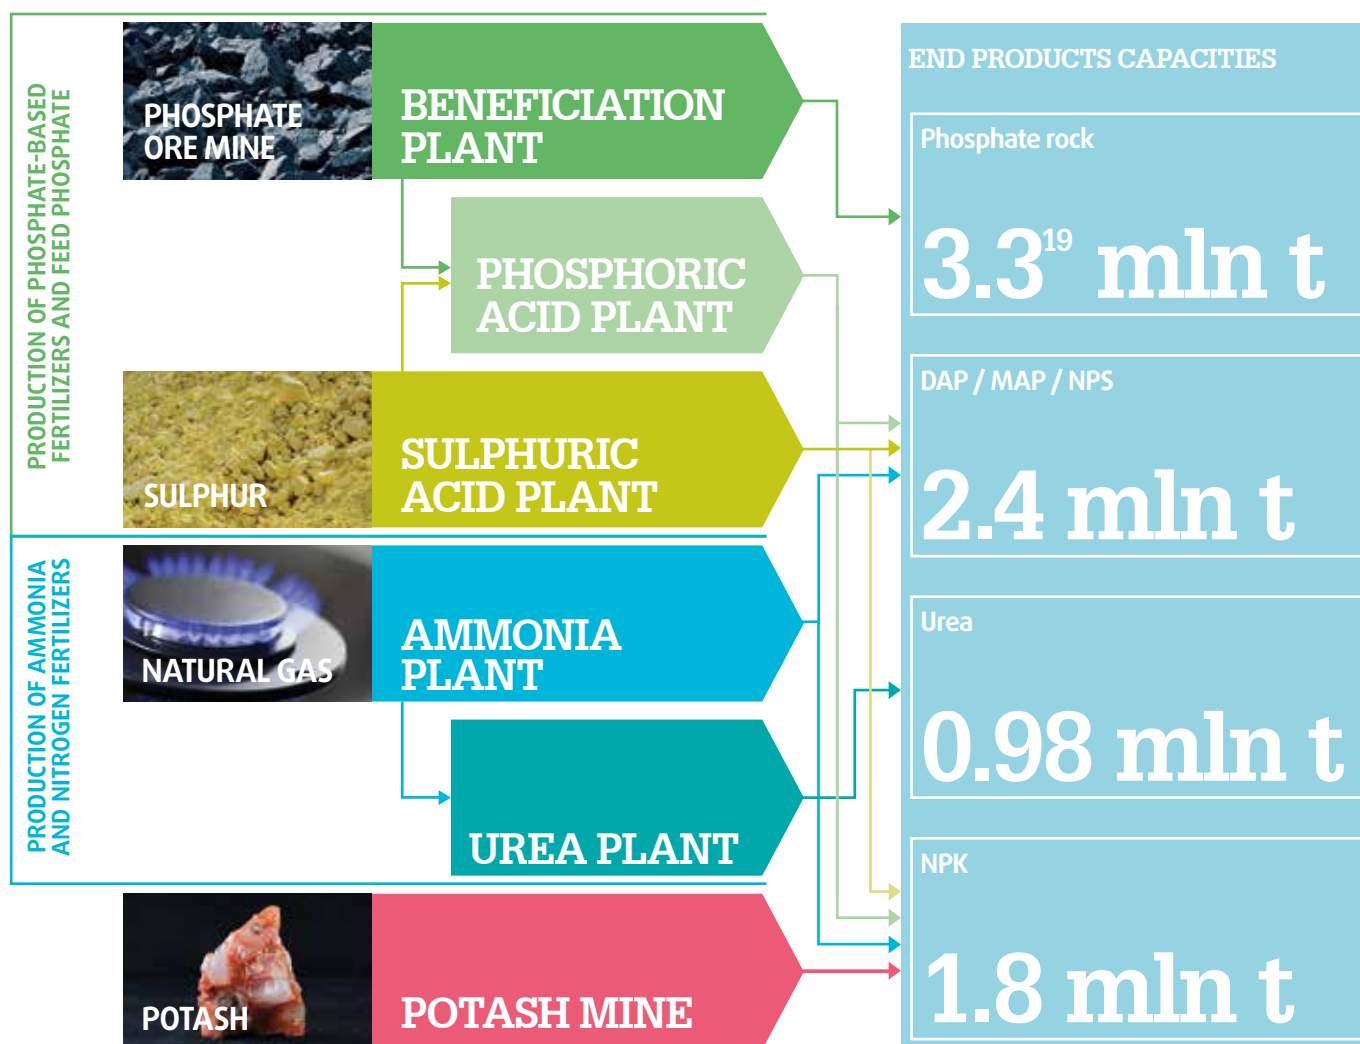 PRODUCTION OF PHOSPHATE-BASED
FERTILIZERS AND FEED PHOSPHATE
PHOSPHATE
ORE MINE
BENEFICIATION
PLANT
PHOSPHORIC
ACID PLANT
SULPHUR
SULPHURIC
ACID PLANT
PRODUCTION OF AMMONIA
AND NITROGEN FERTILIZERS
NATURAL GAS
AMMONIA
PLANT
UREA PLANT
POTASH
POTASH MINE
END PRODUCTS CAPACITIES
Phosphate rock
3.3¹⁹ mln t
DAP / MAP / NPS
2.4 mln t
Urea
0.98 mln t
NPK
1.8 mln t